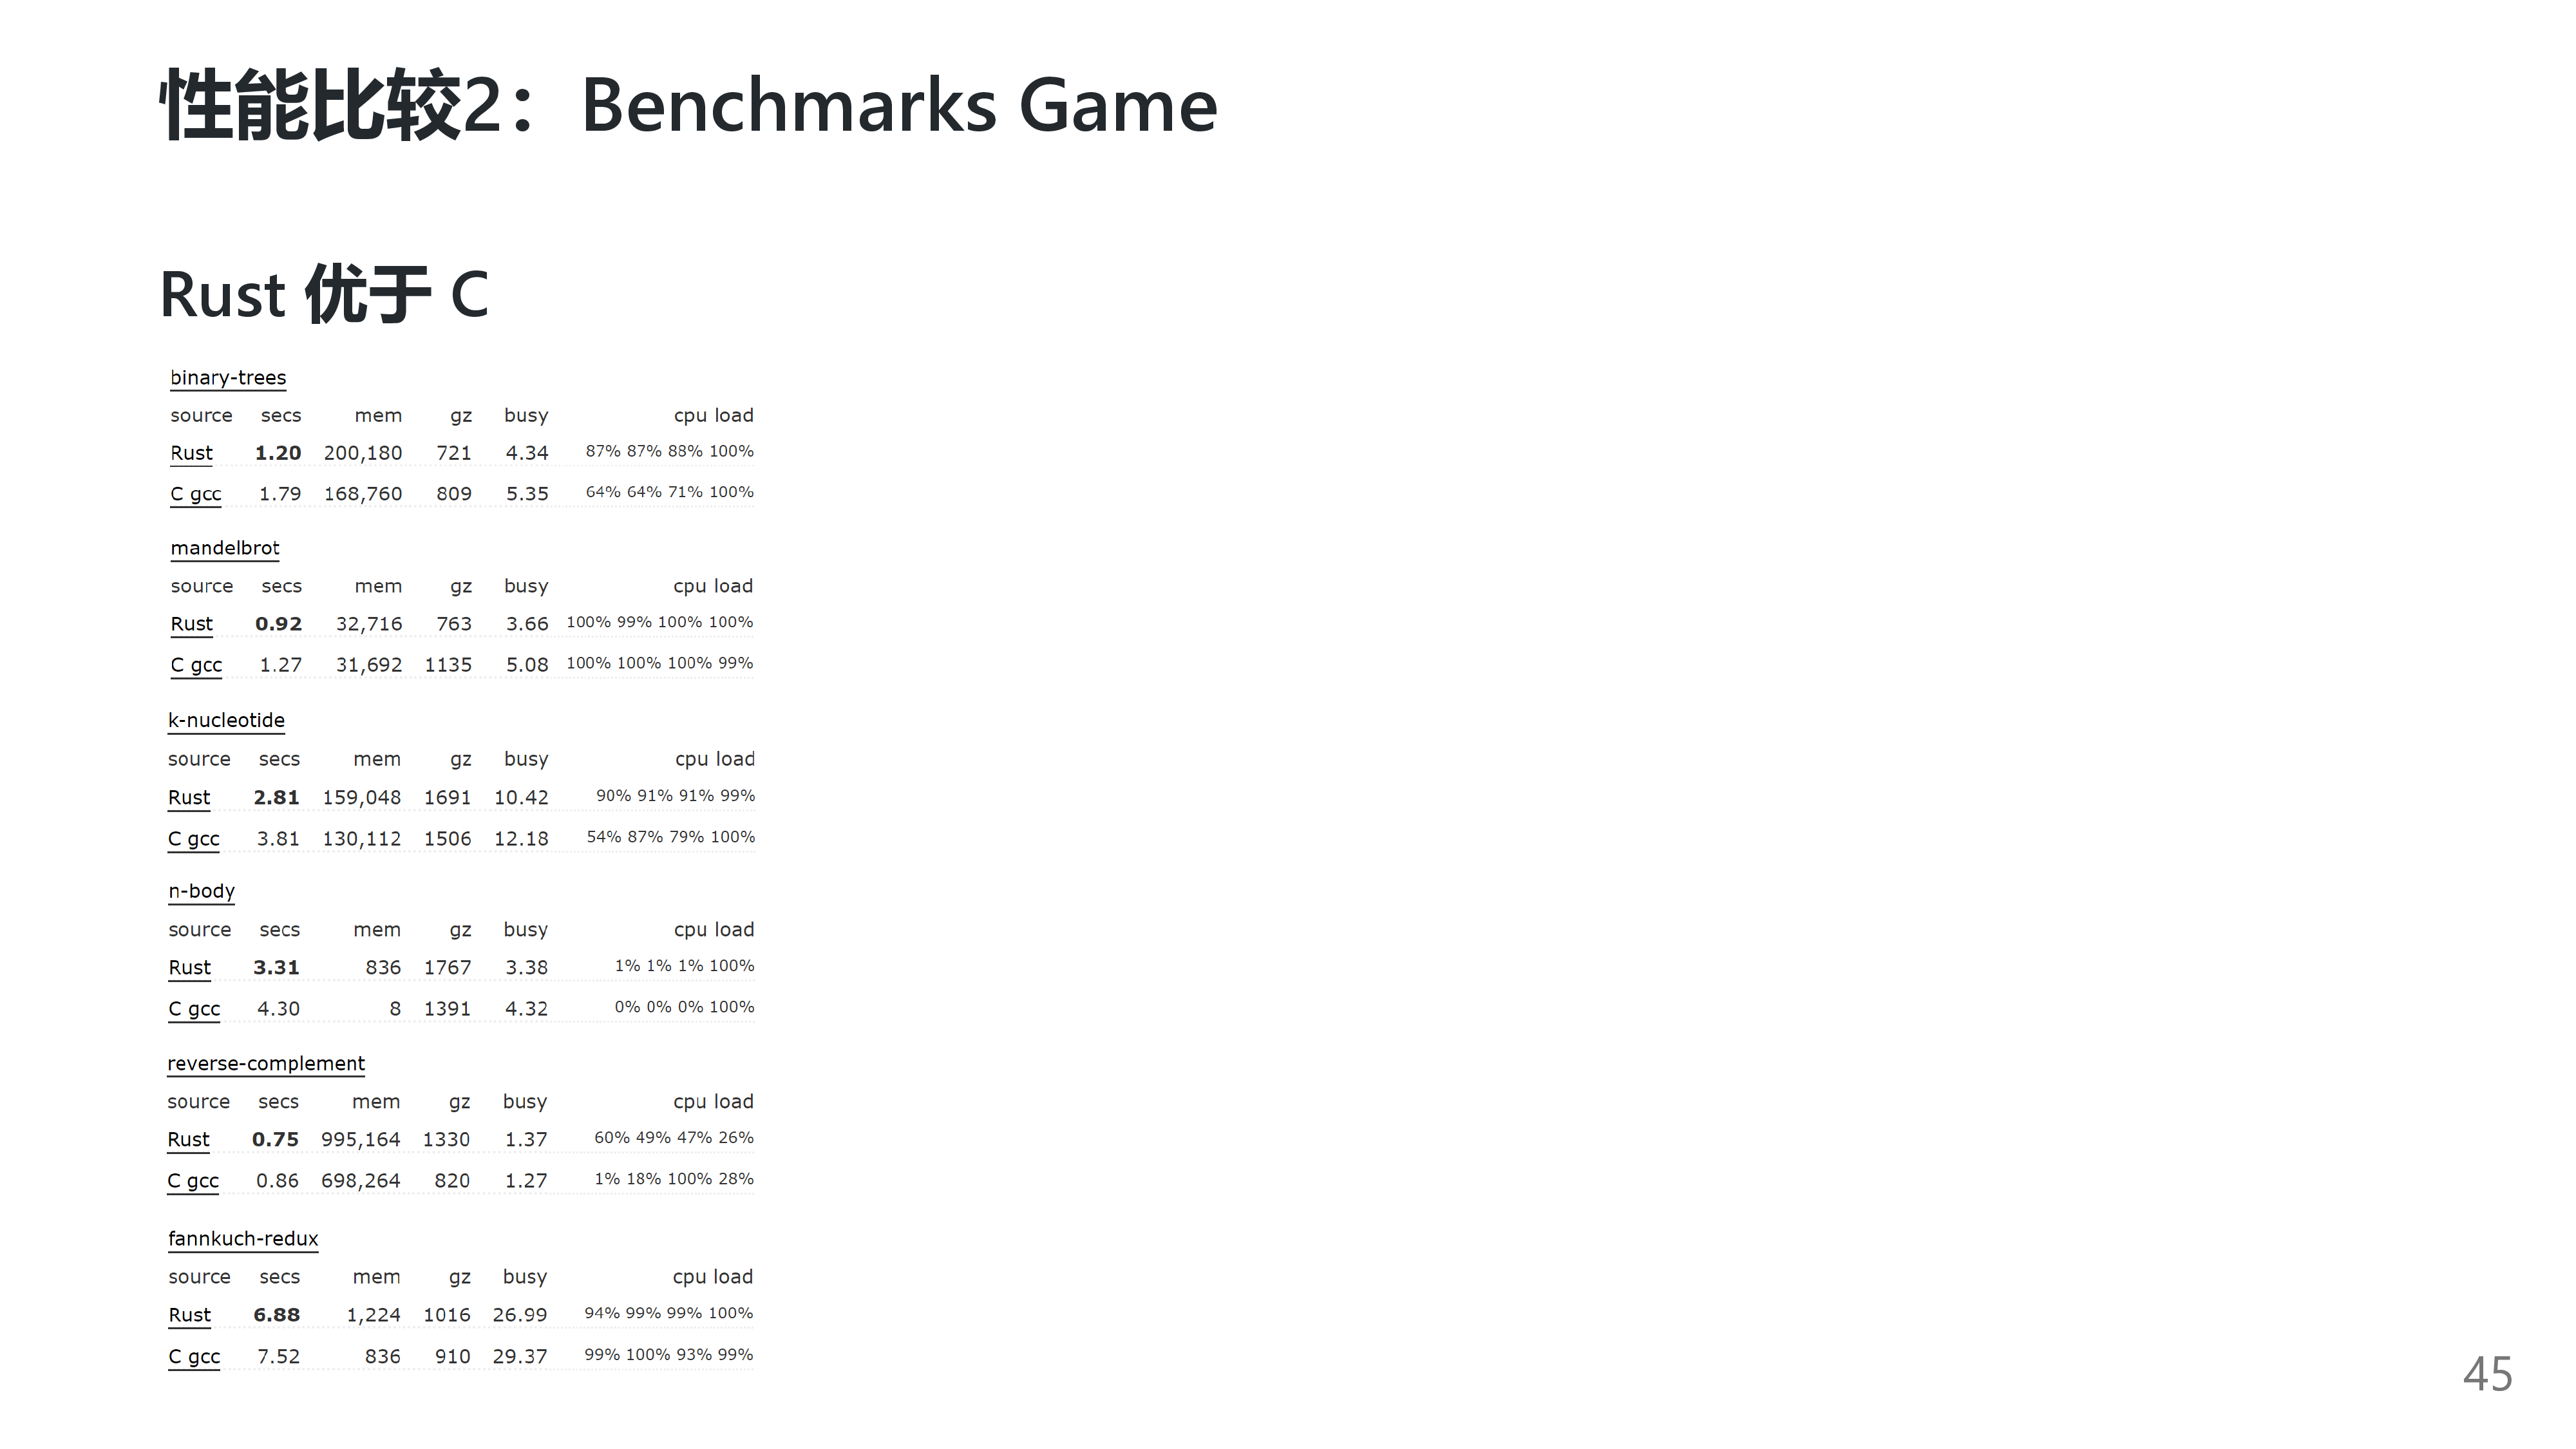 性能比较2：Benchmarks Game
Rust 优于 C
binary-trees
source secs mem gz busy cpu load
Rust 1.20 200,180 721 4.34 87% 87% 88% 100%
C gcc 1.79 168,760 809 5.35 64% 64% 71% 100%
mandelbrot
source secs mem gz busy cpu load
Rust 0.92 32,716 763 3.66 100% 99% 100% 100%
C gcc 1.27 31,692 1135 5.08 100% 100% 100% 99%
k-nucleotide
source secs mem gz busy cpu load
Rust 2.81 159,048 1691 10.42 90% 91% 91% 99%
C gcc 3.81 130,112 1506 12.18 54% 87% 79% 100%
n-body
source secs mem gz busy cpu load
Rust 3.31 836 1767 3.38 1% 1% 1% 100%
C gcc 4.30 8 1391 4.32 0% 0% 0% 100%
reverse-complement
source secs mem gz busy cpu load
Rust 0.75 995,164 1330 1.37 60% 49% 47% 26%
C gcc 0.86 698,264 820 1.27 1% 18% 100% 28%
fannkuch-redux
source secs mem gz busy cpu load
Rust 6.88 1,224 1016 26.99 94% 99% 99% 100%
C gcc 7.52 836 910 29.37 99% 100% 93% 99%
45